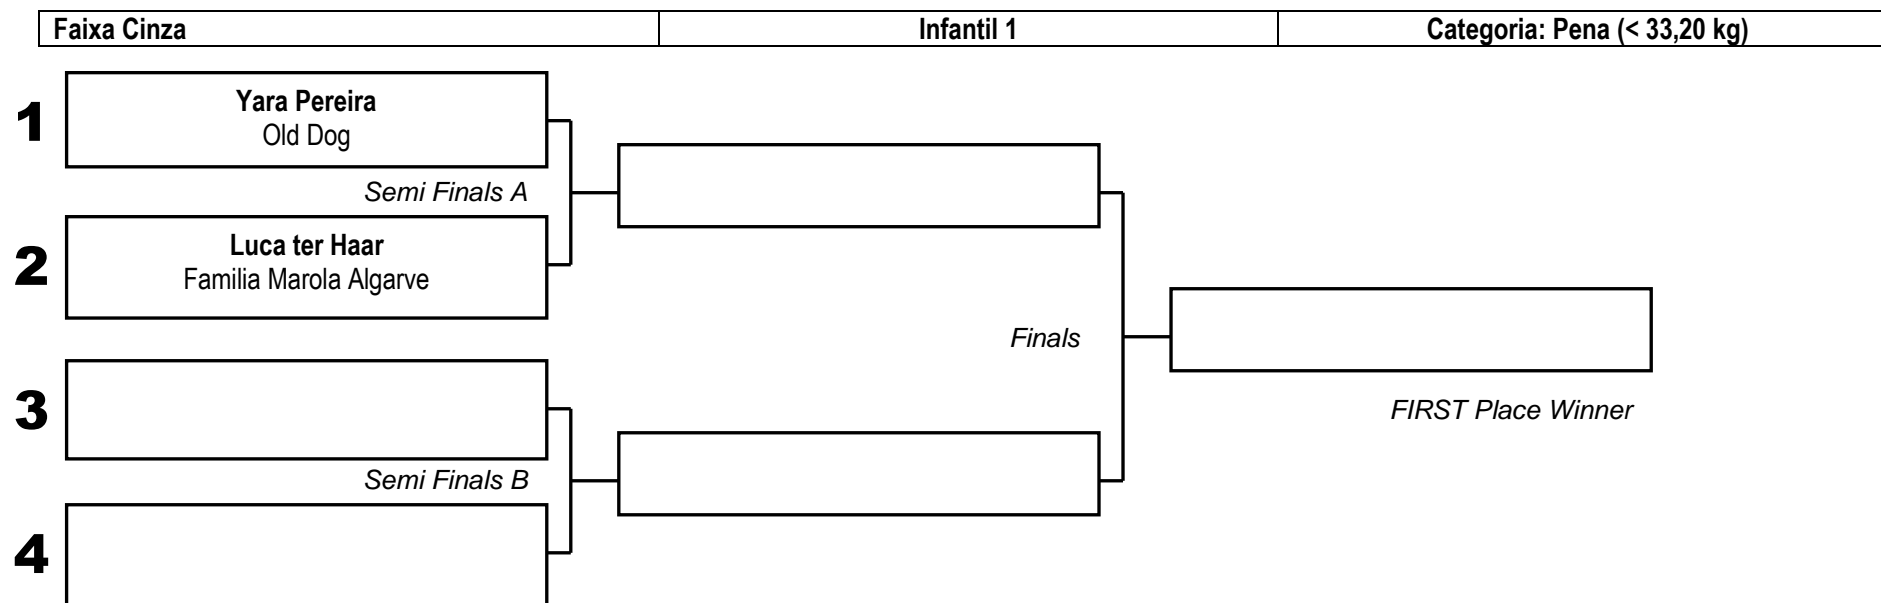 Faixa Cinza Infantil 1 Categoria: Pena (< 33,20 kg)
1
Yara Pereira
Old Dog
Semi Finals A
2
Luca ter Haar
Familia Marola Algarve
Finals
3
FIRST Place Winner
Semi Finals B
4